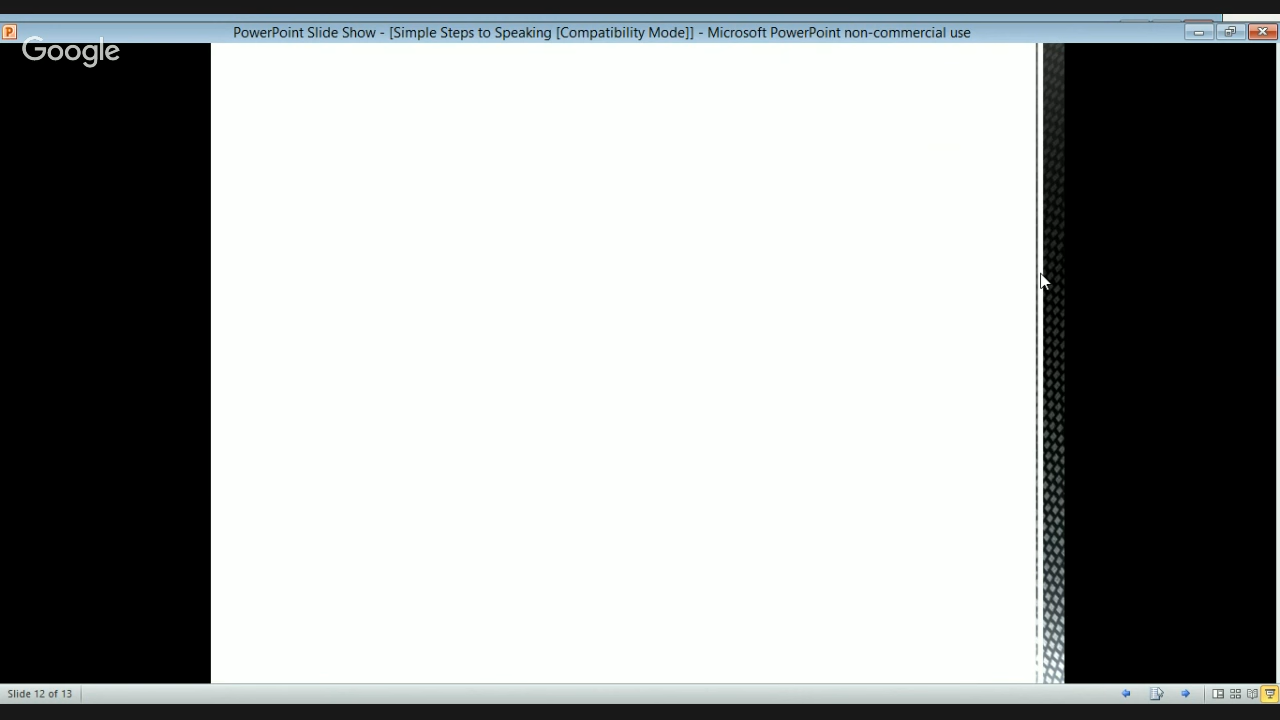 PowerPoint Slide Show - [Simple Steps to Speaking [Compatibility Mode]] - Microsoft PowerPoint non-commercial use
Google
Slide 12 of 13